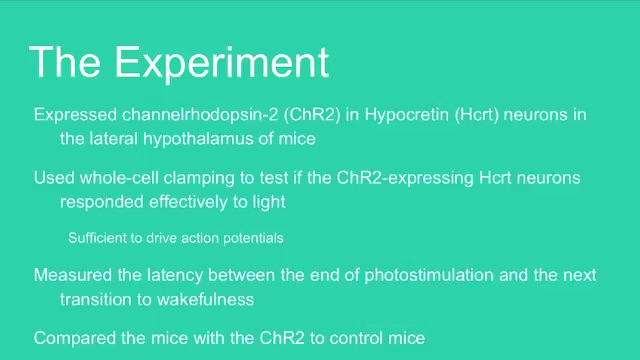 The Experiment
Expressed channelrhodopsin-2 (ChR2) in Hypocretin (Hcrt) neurons in
the lateral hypothalamus of mice
Used whole-cell clamping to test if the ChR2-expressing Hcrt neurons
responded effectively to light
Sufficient to drive action potentials
Measured the latency between the end of photostimulation and the next
transition to wakefulness
Compared the mice with the ChR2 to control mice